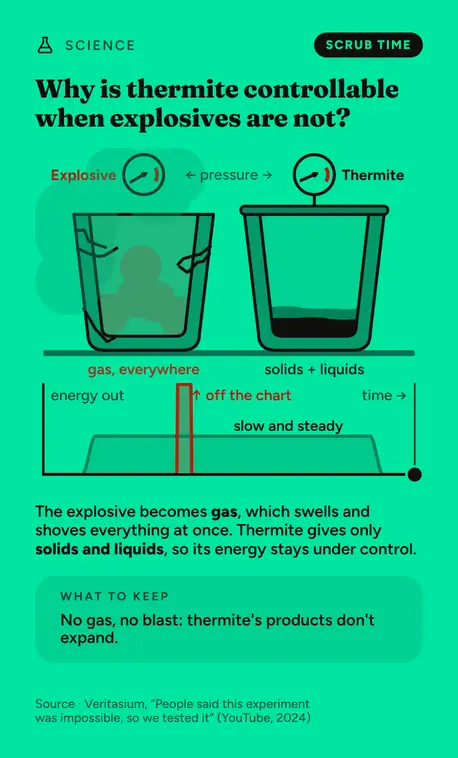 SCIENCE
SCRUB TIME
Why is thermite controllable
when explosives are not?
Explosive
← pressure →
Thermite
gas, everywhere
solids + liquids
energy out
↑ off the chart
time →
slow and steady
The explosive becomes gas, which swells and
shoves everything at once. Thermite gives only
solids and liquids, so its energy stays under control.
WHAT TO KEEP
No gas, no blast: thermite's products don't
expand.
Source · Veritasium, “People said this experiment
was impossible, so we tested it” (YouTube, 2024)